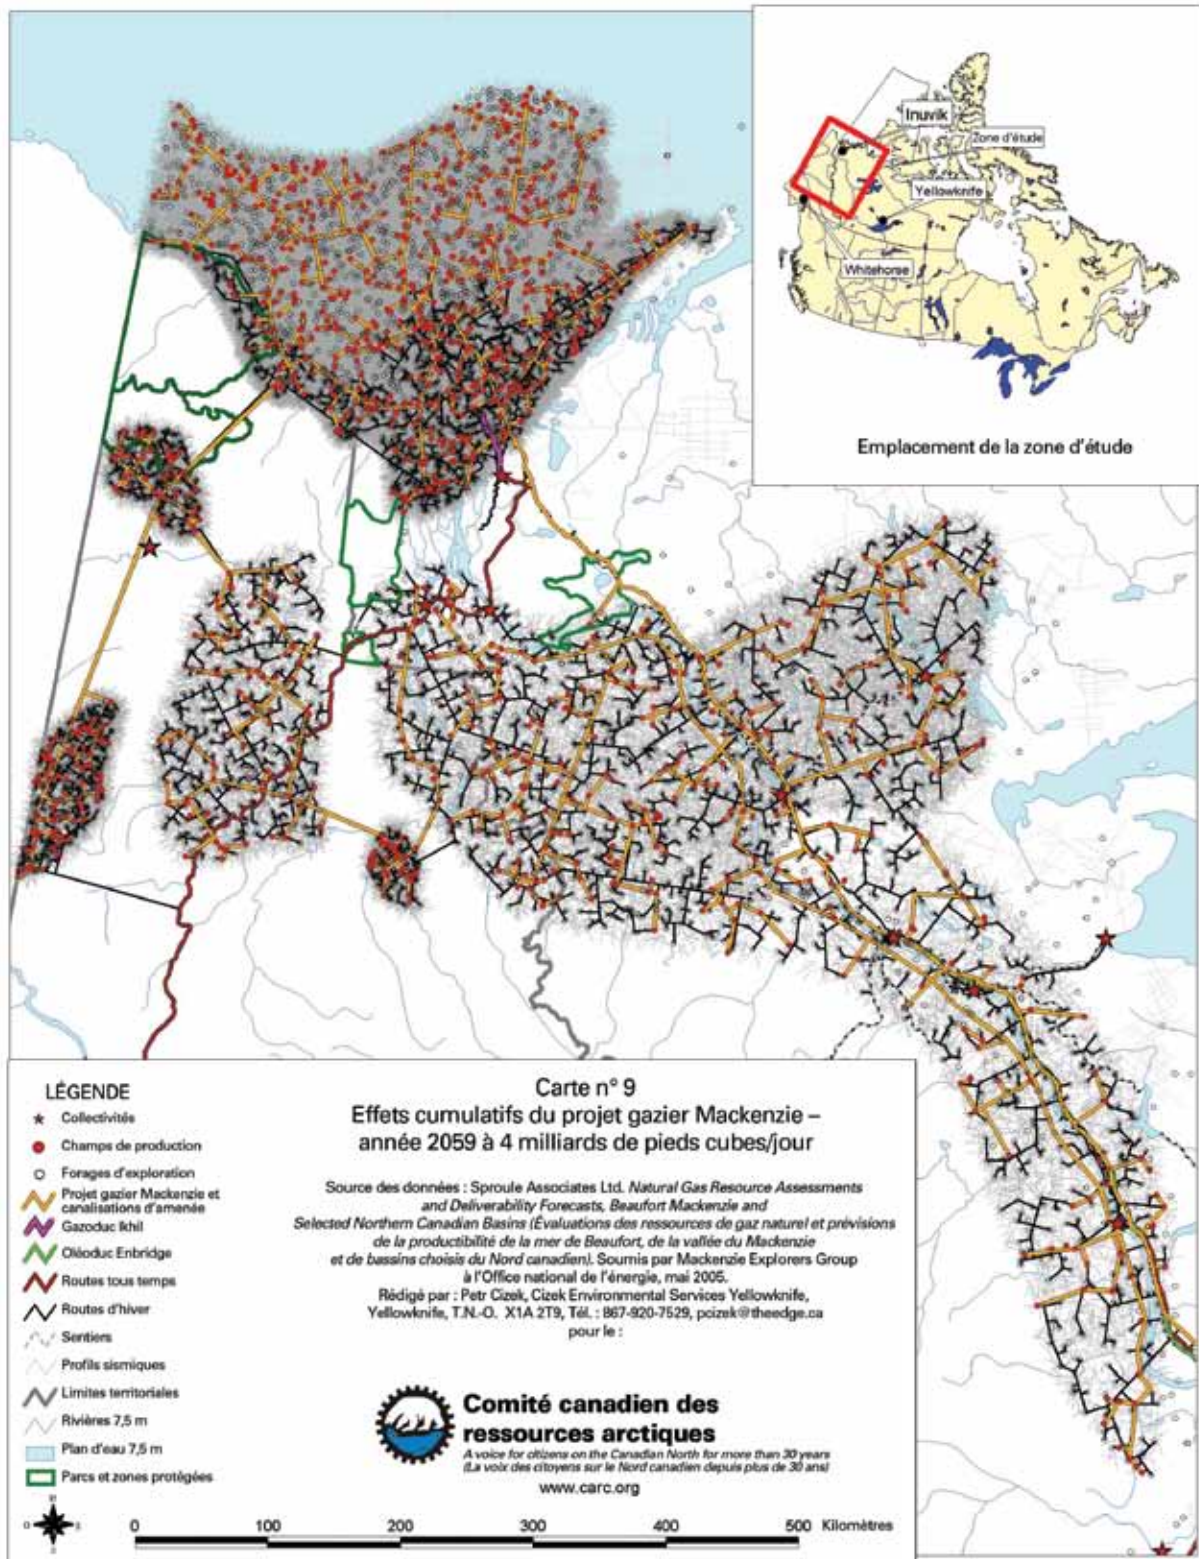 Inuvik
Zone d'étude
Yellowknife
Whitehorse
Emplacement de la zone d'étude
LÉGENDE
Collectivités
Champs de production
Forages d'exploration
Projet gazier Mackenzie et
canalisations d'amenée
Gazoduc Ikhil
Oléoduc Enbridge
Routes tous temps
Routes d'hiver
Sentiers
Profils sismiques
Limites territoriales
Rivières 7,5 m
Plan d'eau 7,5 m
Parcs et zones protégées
Carte n° 9
Effets cumulatifs du projet gazier Mackenzie –
année 2059 à 4 milliards de pieds cubes/jour
Source des données : Sproule Associates Ltd. Natural Gas Resource Assessments
and Deliverability Forecasts, Beaufort Mackenzie and
Selected Northern Canadian Basins (Évaluations des ressources de gaz naturel et prévisions
de la productibilité de la mer de Beaufort, de la vallée du Mackenzie
et de bassins choisis du Nord canadien). Soumis par Mackenzie Explorers Group
à l'Office national de l'énergie, mai 2005.
Rédigé par : Petr Cizek, Cizek Environmental Services Yellowknife,
Yellowknife, T.N.-O. X1A 2T9, Tél. : 867-920-7529, pcizek@theedge.ca
pour le :
Comité canadien des
ressources arctiques
A voice for citizens on the Canadian North for more than 30 years
(La voix des citoyens sur le Nord canadien depuis plus de 30 ans)
www.carc.org
0 100 200 300 400 500 Kilomètres